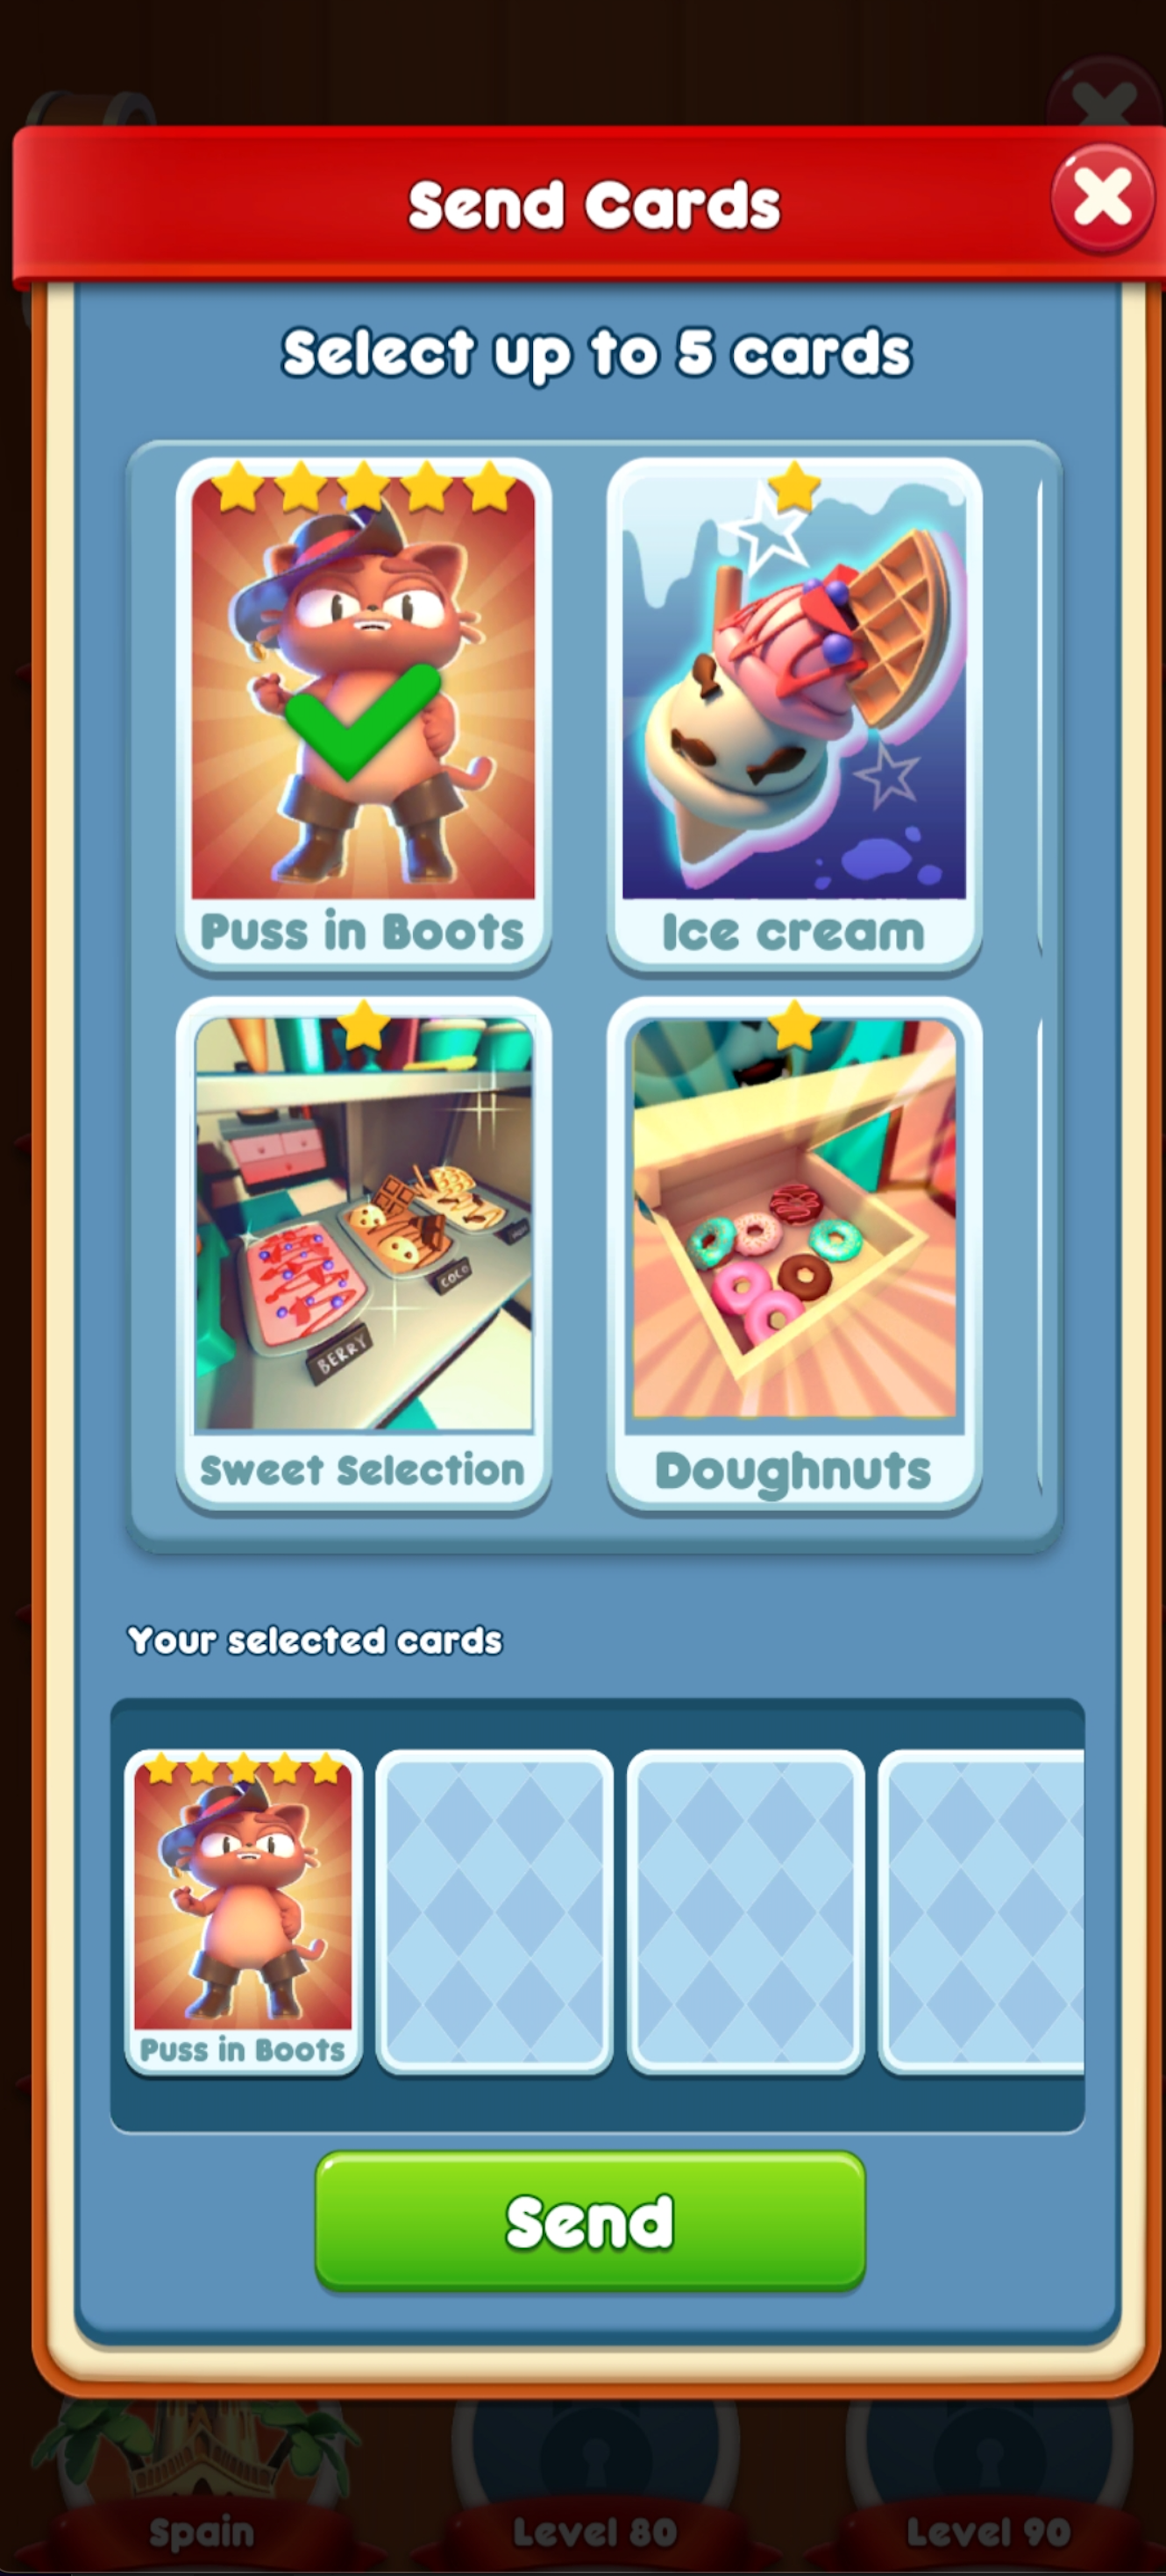 Send Cards
Select up to 5 cards
Puss in Boots
Ice cream
BERRY
COCO
Sweet Selection
Doughnuts
Your selected cards
Puss in Boots
Send
Spain
Level 80
Level 90